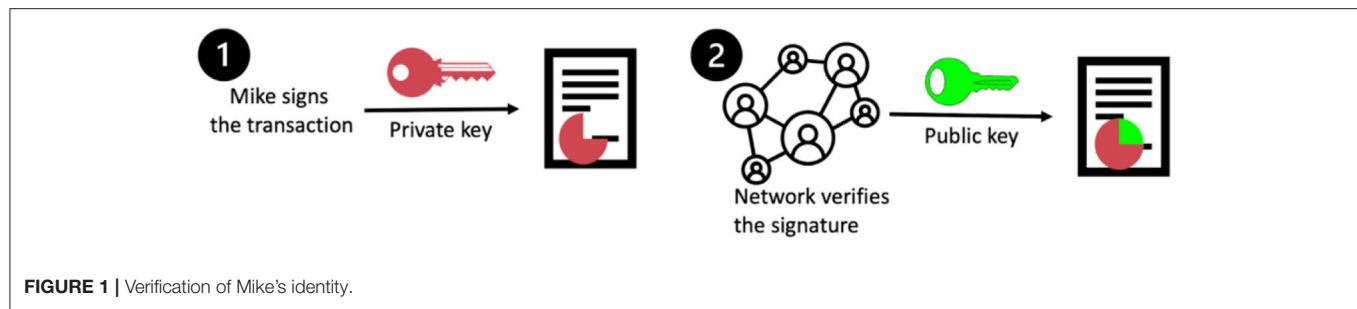 1
Mike signs
the transaction
Private key
2
Network verifies
the signature
Public key
FIGURE 1 | Verification of Mike's identity.